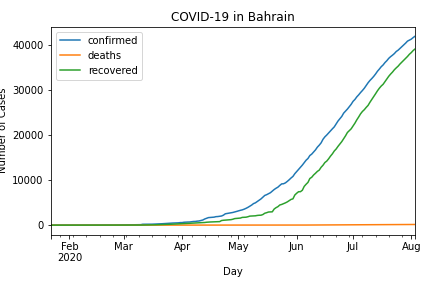 COVID-19 in Bahrain
confirmed
deaths
recovered
Number of Cases
40000
30000
20000
10000
0
Feb Mar Apr May Jun Jul Aug
2020
Day